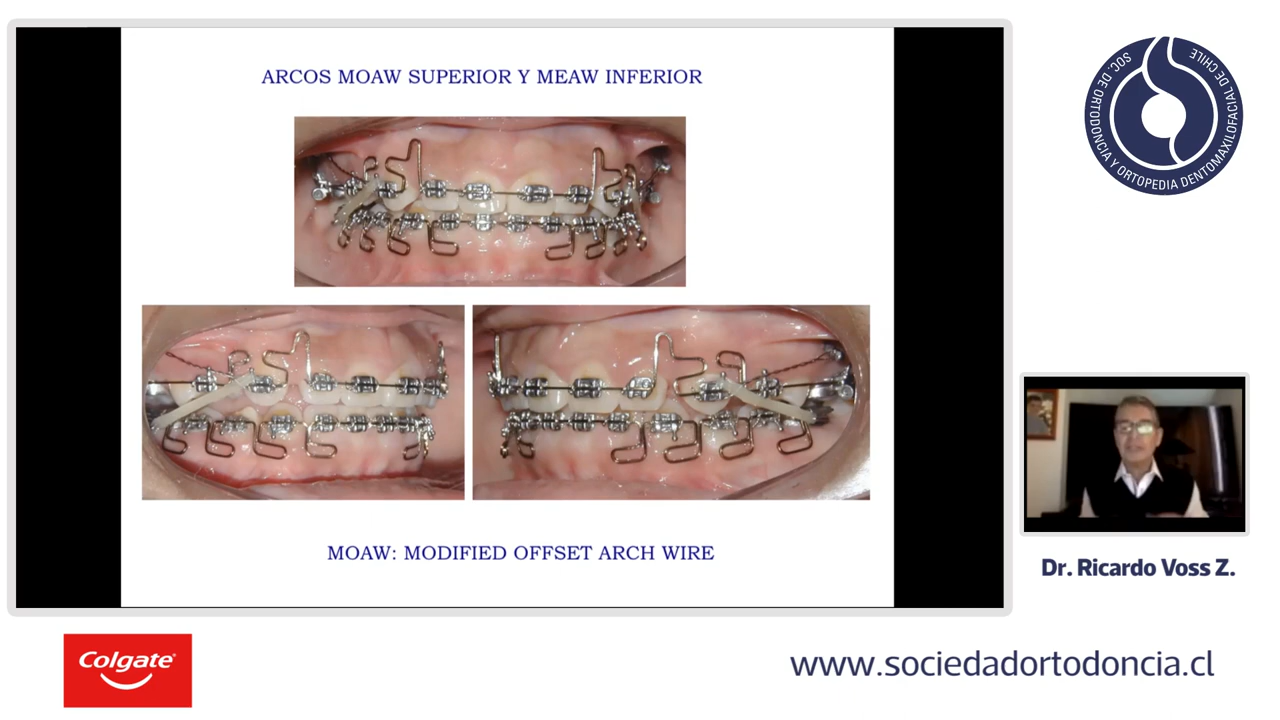 ARCOS MOAW SUPERIOR Y MEAW INFERIOR
MOAW: MODIFIED OFFSET ARCH WIRE
SOC. DE ORTODONCIA Y ORTOPEDIA DENTOMAXILOFACIAL DE CHILE
Dr. Ricardo Voss Z.
Colgate®
www.sociedadortodoncia.cl